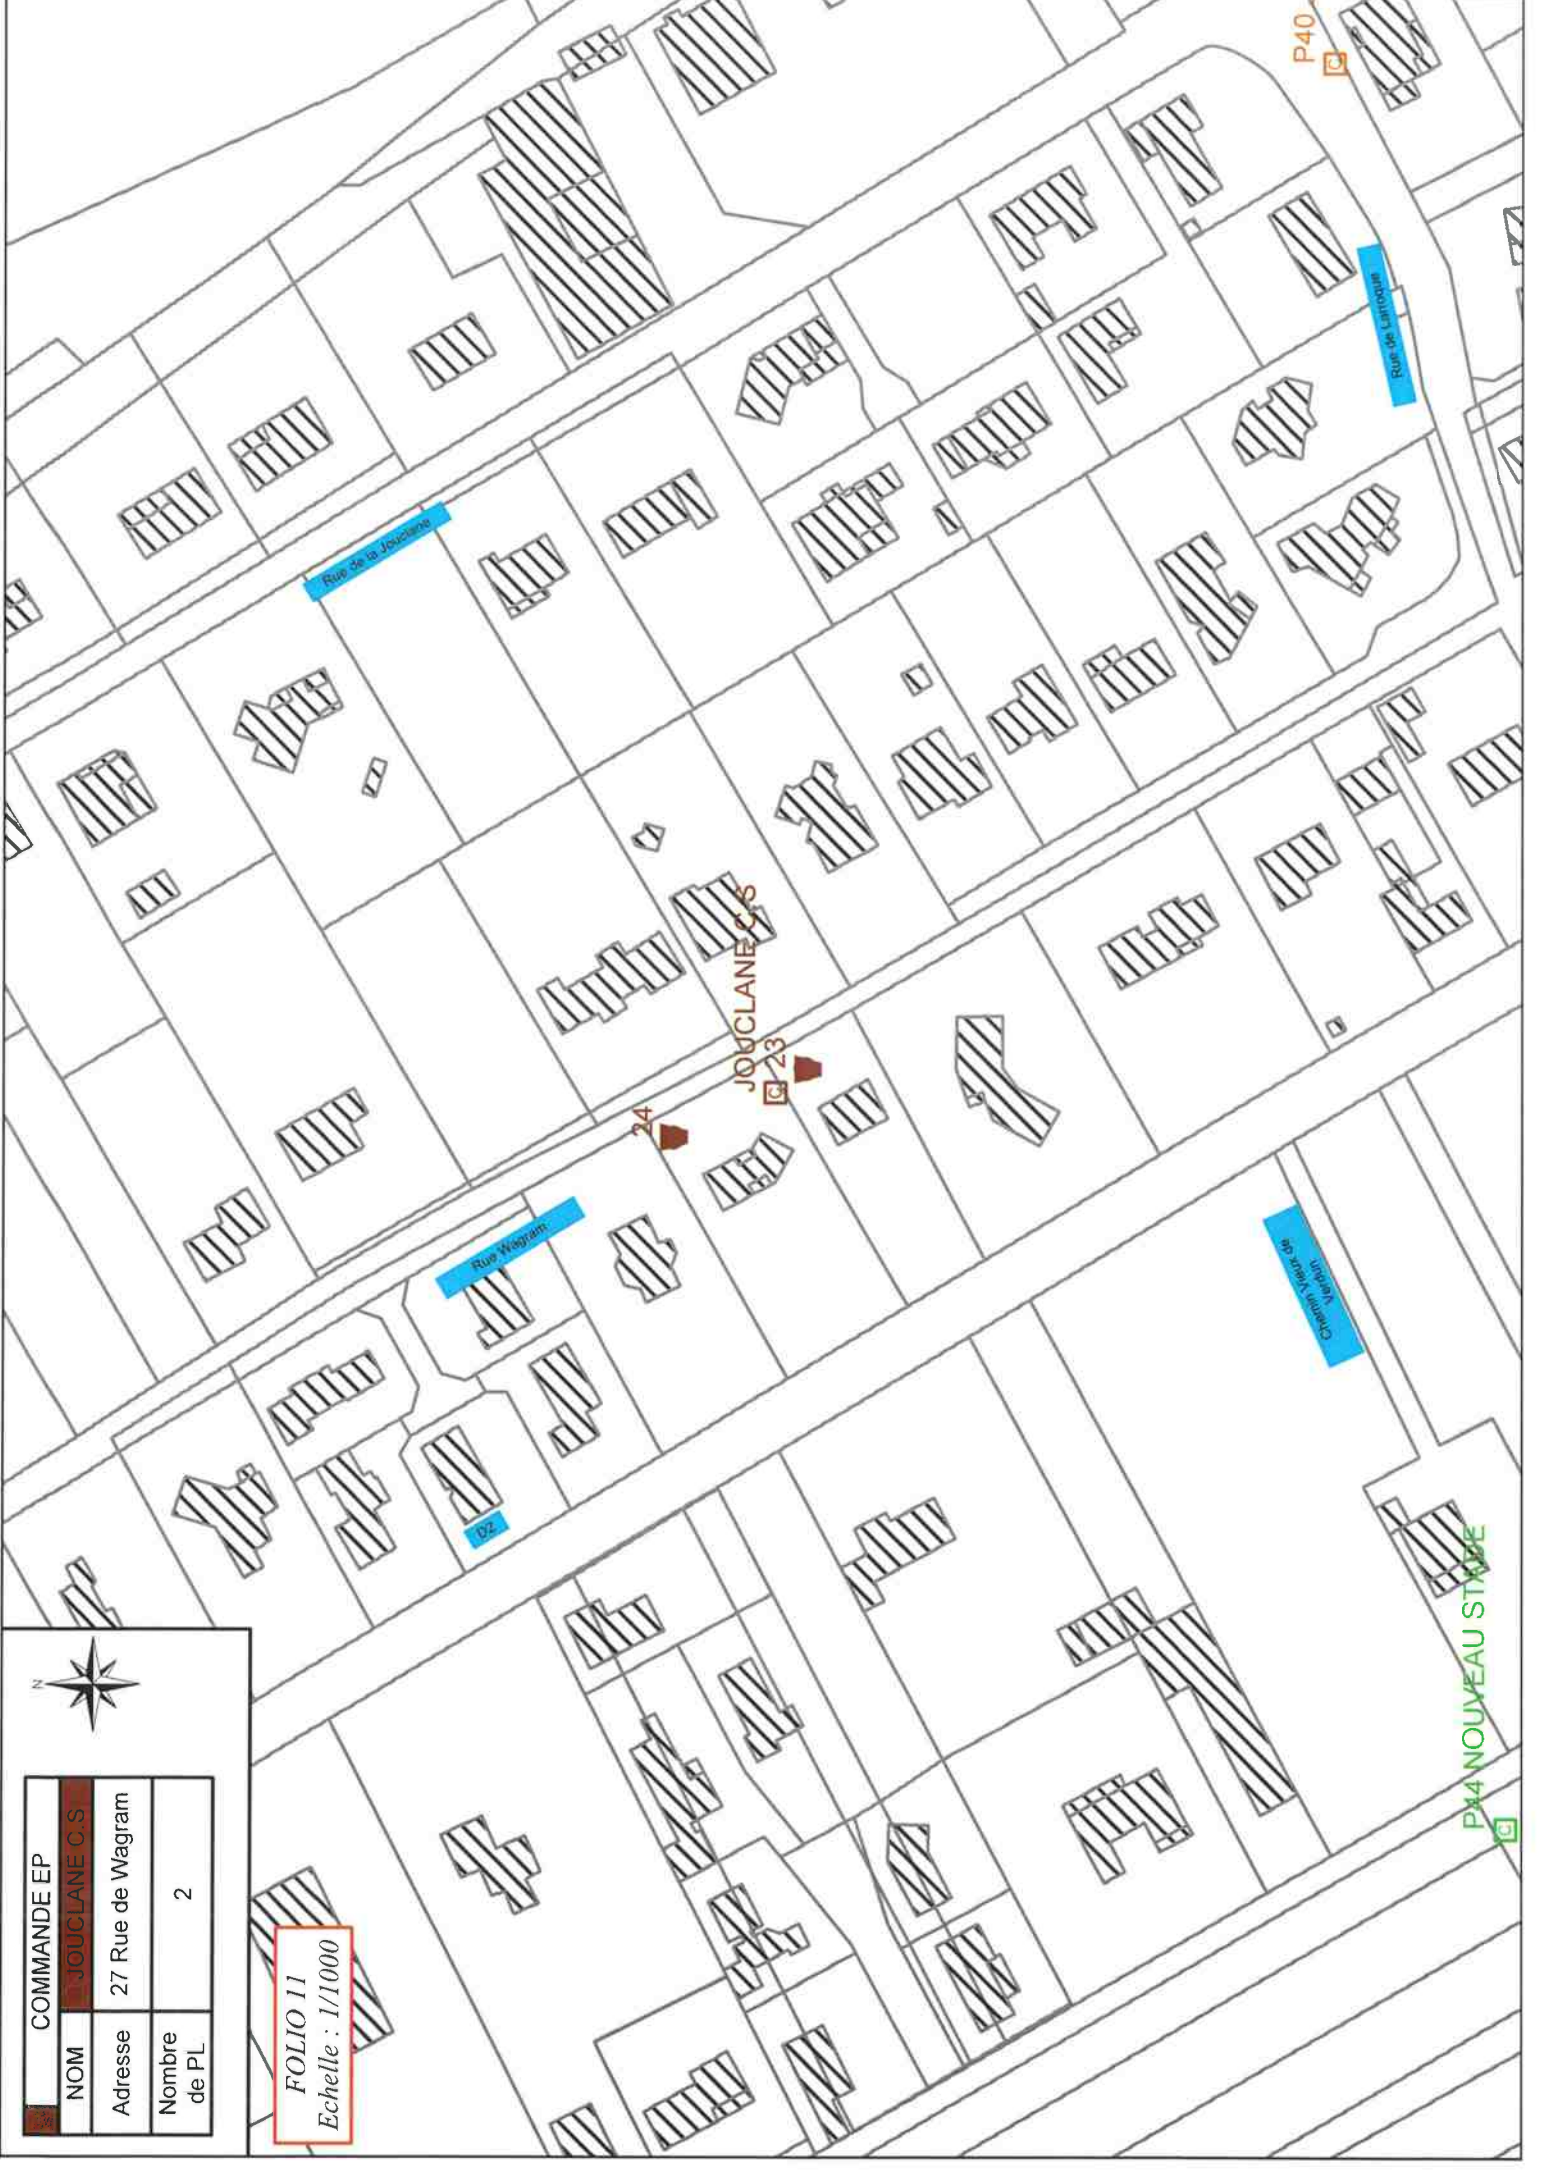 COMMANDE EP
NOM JOUCLANE C.S
Adresse 27 Rue de Wagram
Nombre
de PL 2
N
FOLIO 11
Echelle : 1/1000
DZ
Rue Wagram
24
JOUCLANE C.S
C 23
Rue de la Jouclane
Rue de Larroque
P40
C
Chemin Vieux de
Verdun
P44 NOUVEAU STADE
C